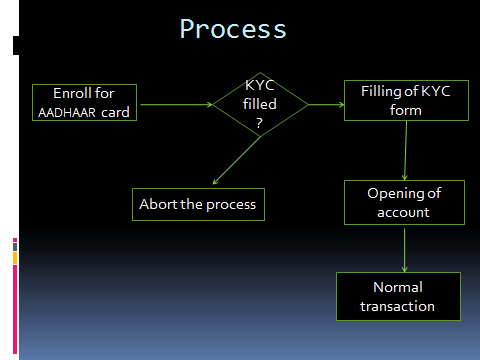 Process
Enroll for
AADHAAR card
KYC
filled
?
Filling of KYC
form
Abort the process
Opening of
account
Normal
transaction